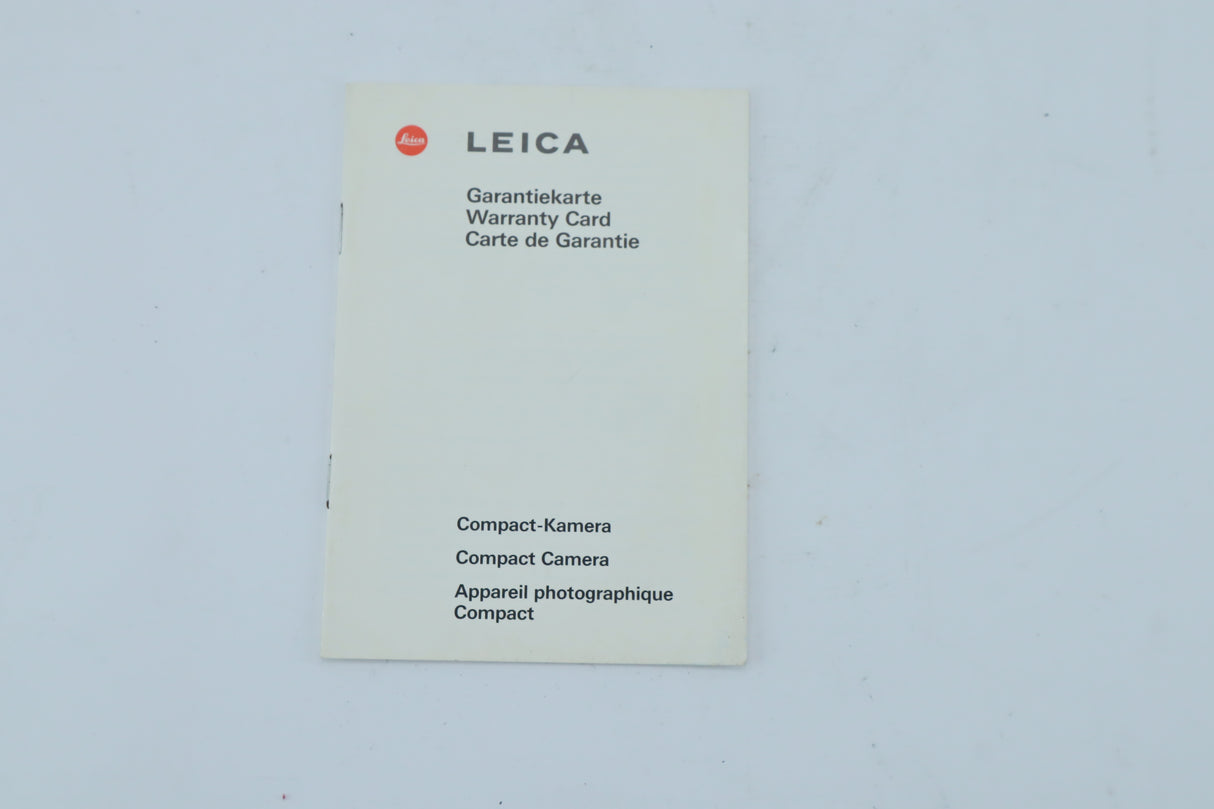 Leica
LEICA
Garantiekarte
Warranty Card
Carte de Garantie
Compact-Kamera
Compact Camera
Appareil photographique
Compact